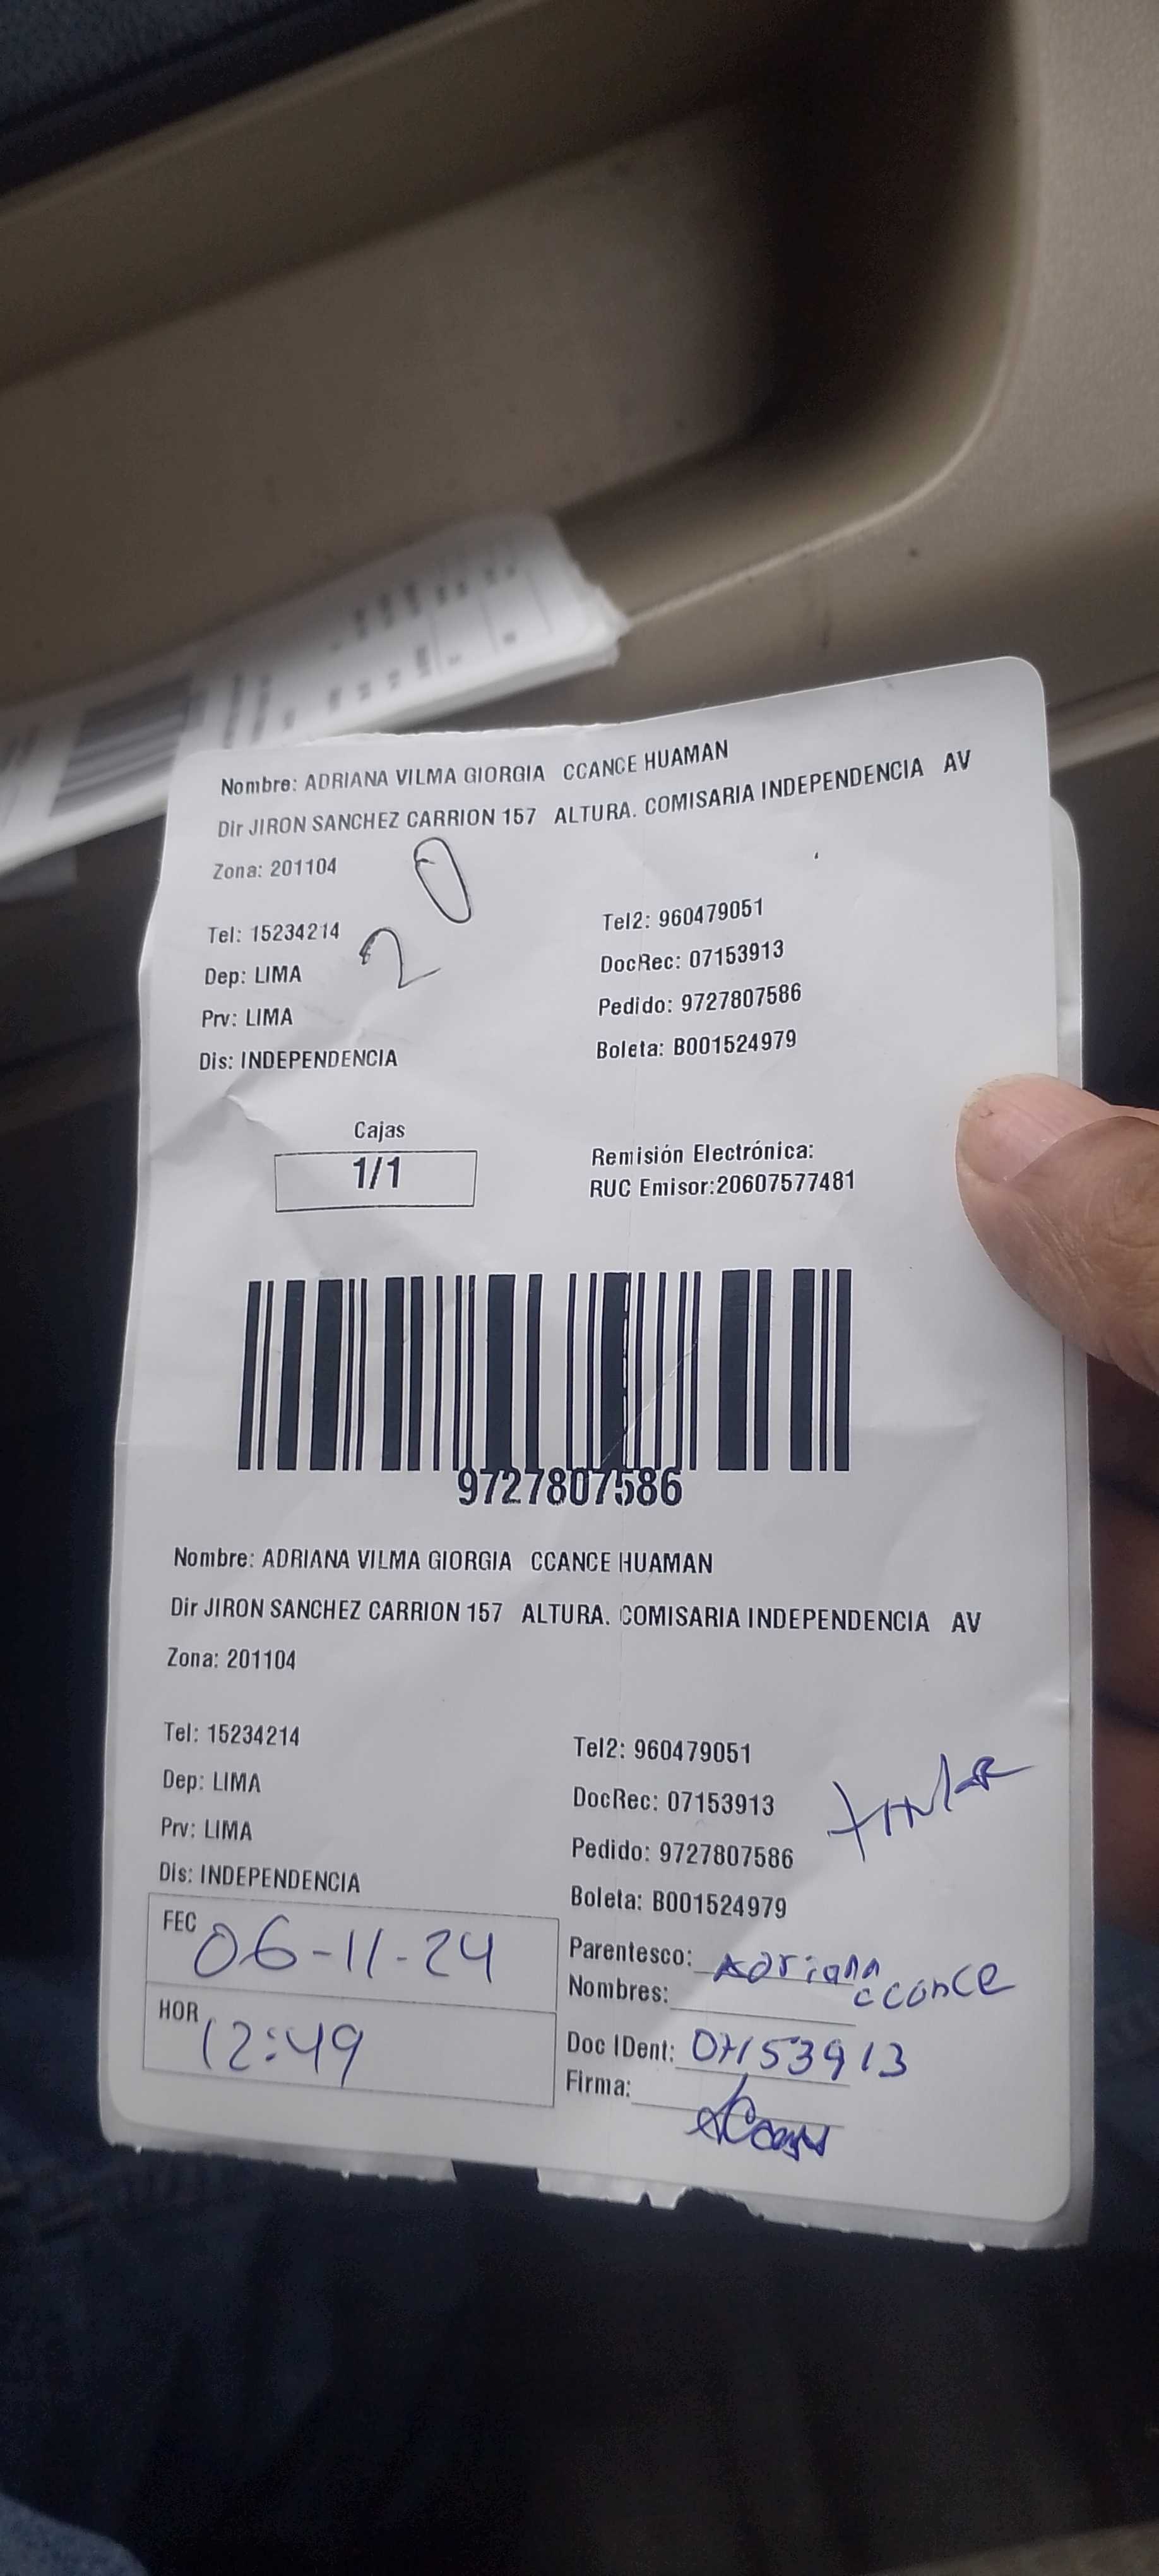 Nombre: ADRIANA VILMA GIORGIA CCANCE HUAMAN
Dir JIRON SANCHEZ CARRION 157 ALTURA. COMISARIA INDEPENDENCIA AV
Zona: 201104
20
Tel: 15234214 Tel2: 960479051
Dep: LIMA DocRec: 07153913
Prv: LIMA Pedido: 9727807586
Dis: INDEPENDENCIA Boleta: B001524979
Cajas
1/1
Remisión Electrónica:
RUC Emisor:20607577481
9727807586
Nombre: ADRIANA VILMA GIORGIA CCANCE HUAMAN
Dir JIRON SANCHEZ CARRION 157 ALTURA. COMISARIA INDEPENDENCIA AV
Zona: 201104
Tel: 15234214 Tel2: 960479051
Dep: LIMA DocRec: 07153913
Prv: LIMA Pedido: 9727807586
Dis: INDEPENDENCIA Boleta: B001524979
FEC 06-11-24
HOR 12:49
Parentesco: Adriana
Nombres: ccance
Doc IDent: 07153913
Firma: